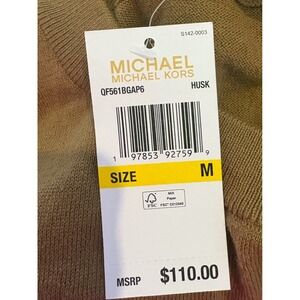 S142-0003
MICHAEL
MICHAEL KORS
QF561BGAP6 HUSK
1 97853 92759 9
SIZE M
FSC
MIX
Paper
MSRP $110.00